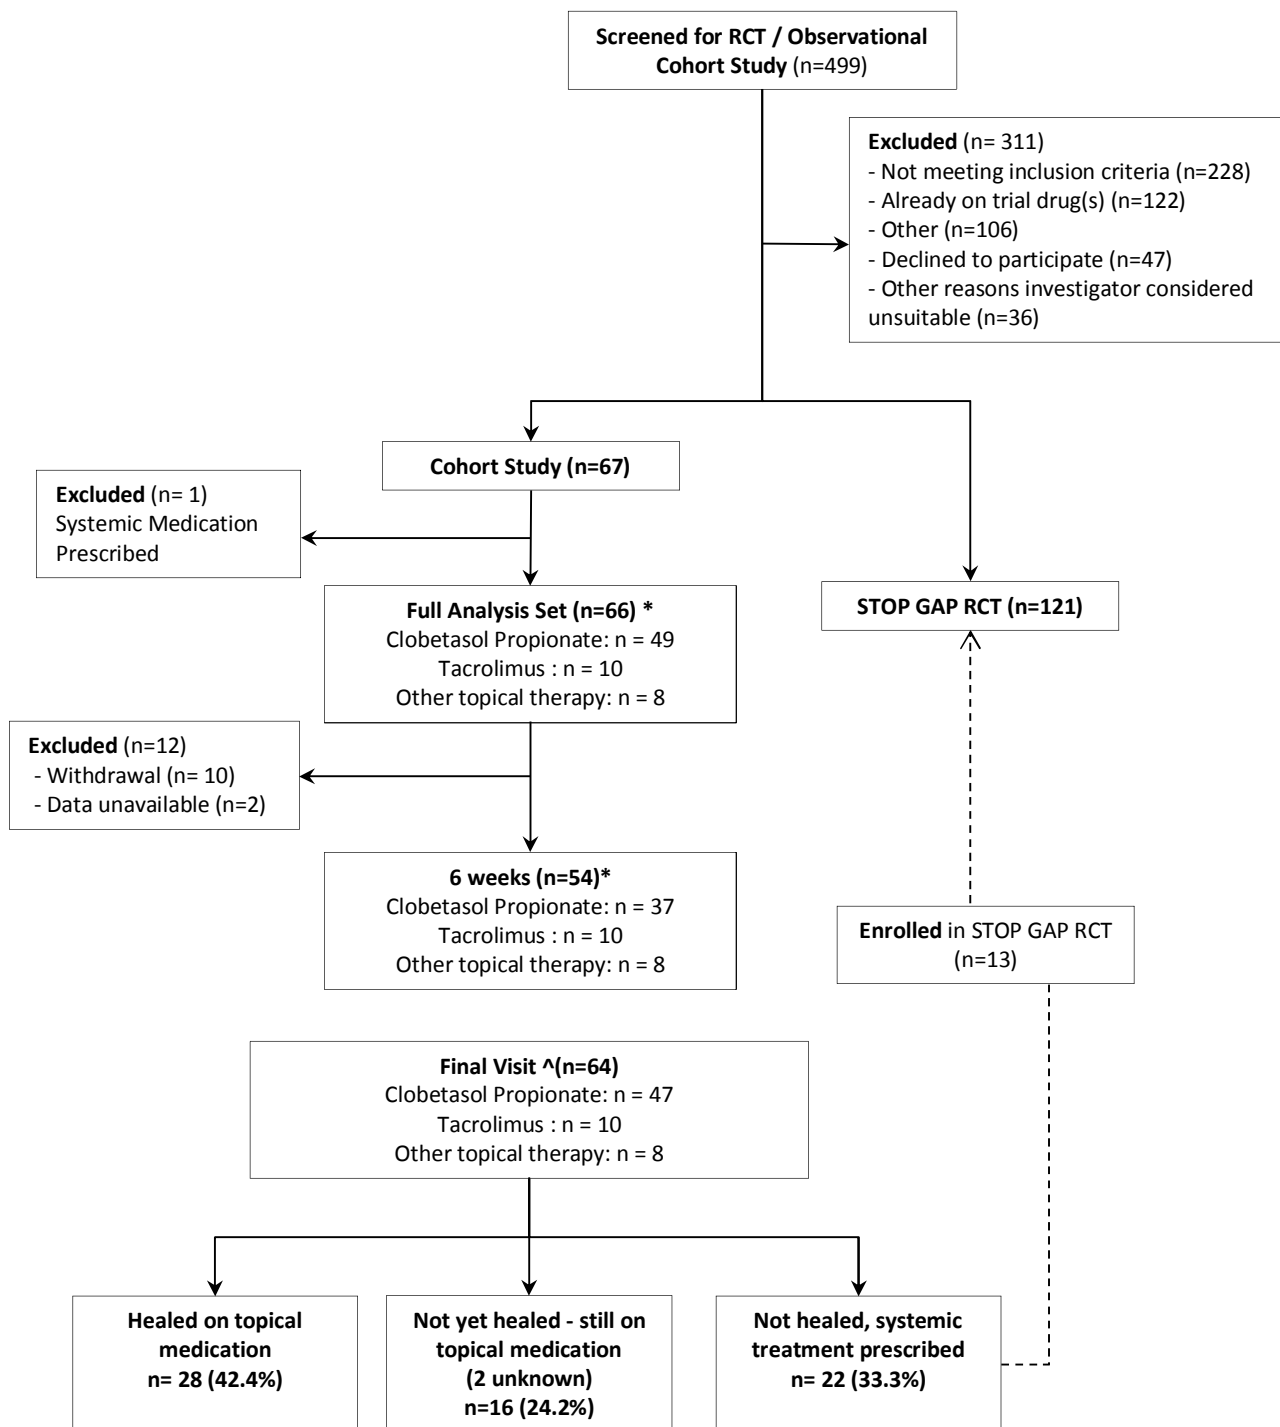 Screened for RCT / Observational
Cohort Study (n=499)
Excluded (n= 311)
- Not meeting inclusion criteria (n=228)
- Already on trial drug(s) (n=122)
- Other (n=106)
- Declined to participate (n=47)
- Other reasons investigator considered
unsuitable (n=36)
Cohort Study (n=67)
Excluded (n= 1)
Systemic Medication
Prescribed
Full Analysis Set (n=66) *
Clobetasol Propionate: n = 49
Tacrolimus : n = 10
Other topical therapy: n = 8
STOP GAP RCT (n=121)
Excluded (n=12)
- Withdrawal (n= 10)
- Data unavailable (n=2)
6 weeks (n=54)*
Clobetasol Propionate: n = 37
Tacrolimus : n = 10
Other topical therapy: n = 8
Enrolled in STOP GAP RCT
(n=13)
Final Visit ^(n=64)
Clobetasol Propionate: n = 47
Tacrolimus : n = 10
Other topical therapy: n = 8
Healed on topical
medication
n= 28 (42.4%)
Not yet healed - still on
topical medication
(2 unknown)
n=16 (24.2%)
Not healed, systemic
treatment prescribed
n= 22 (33.3%)